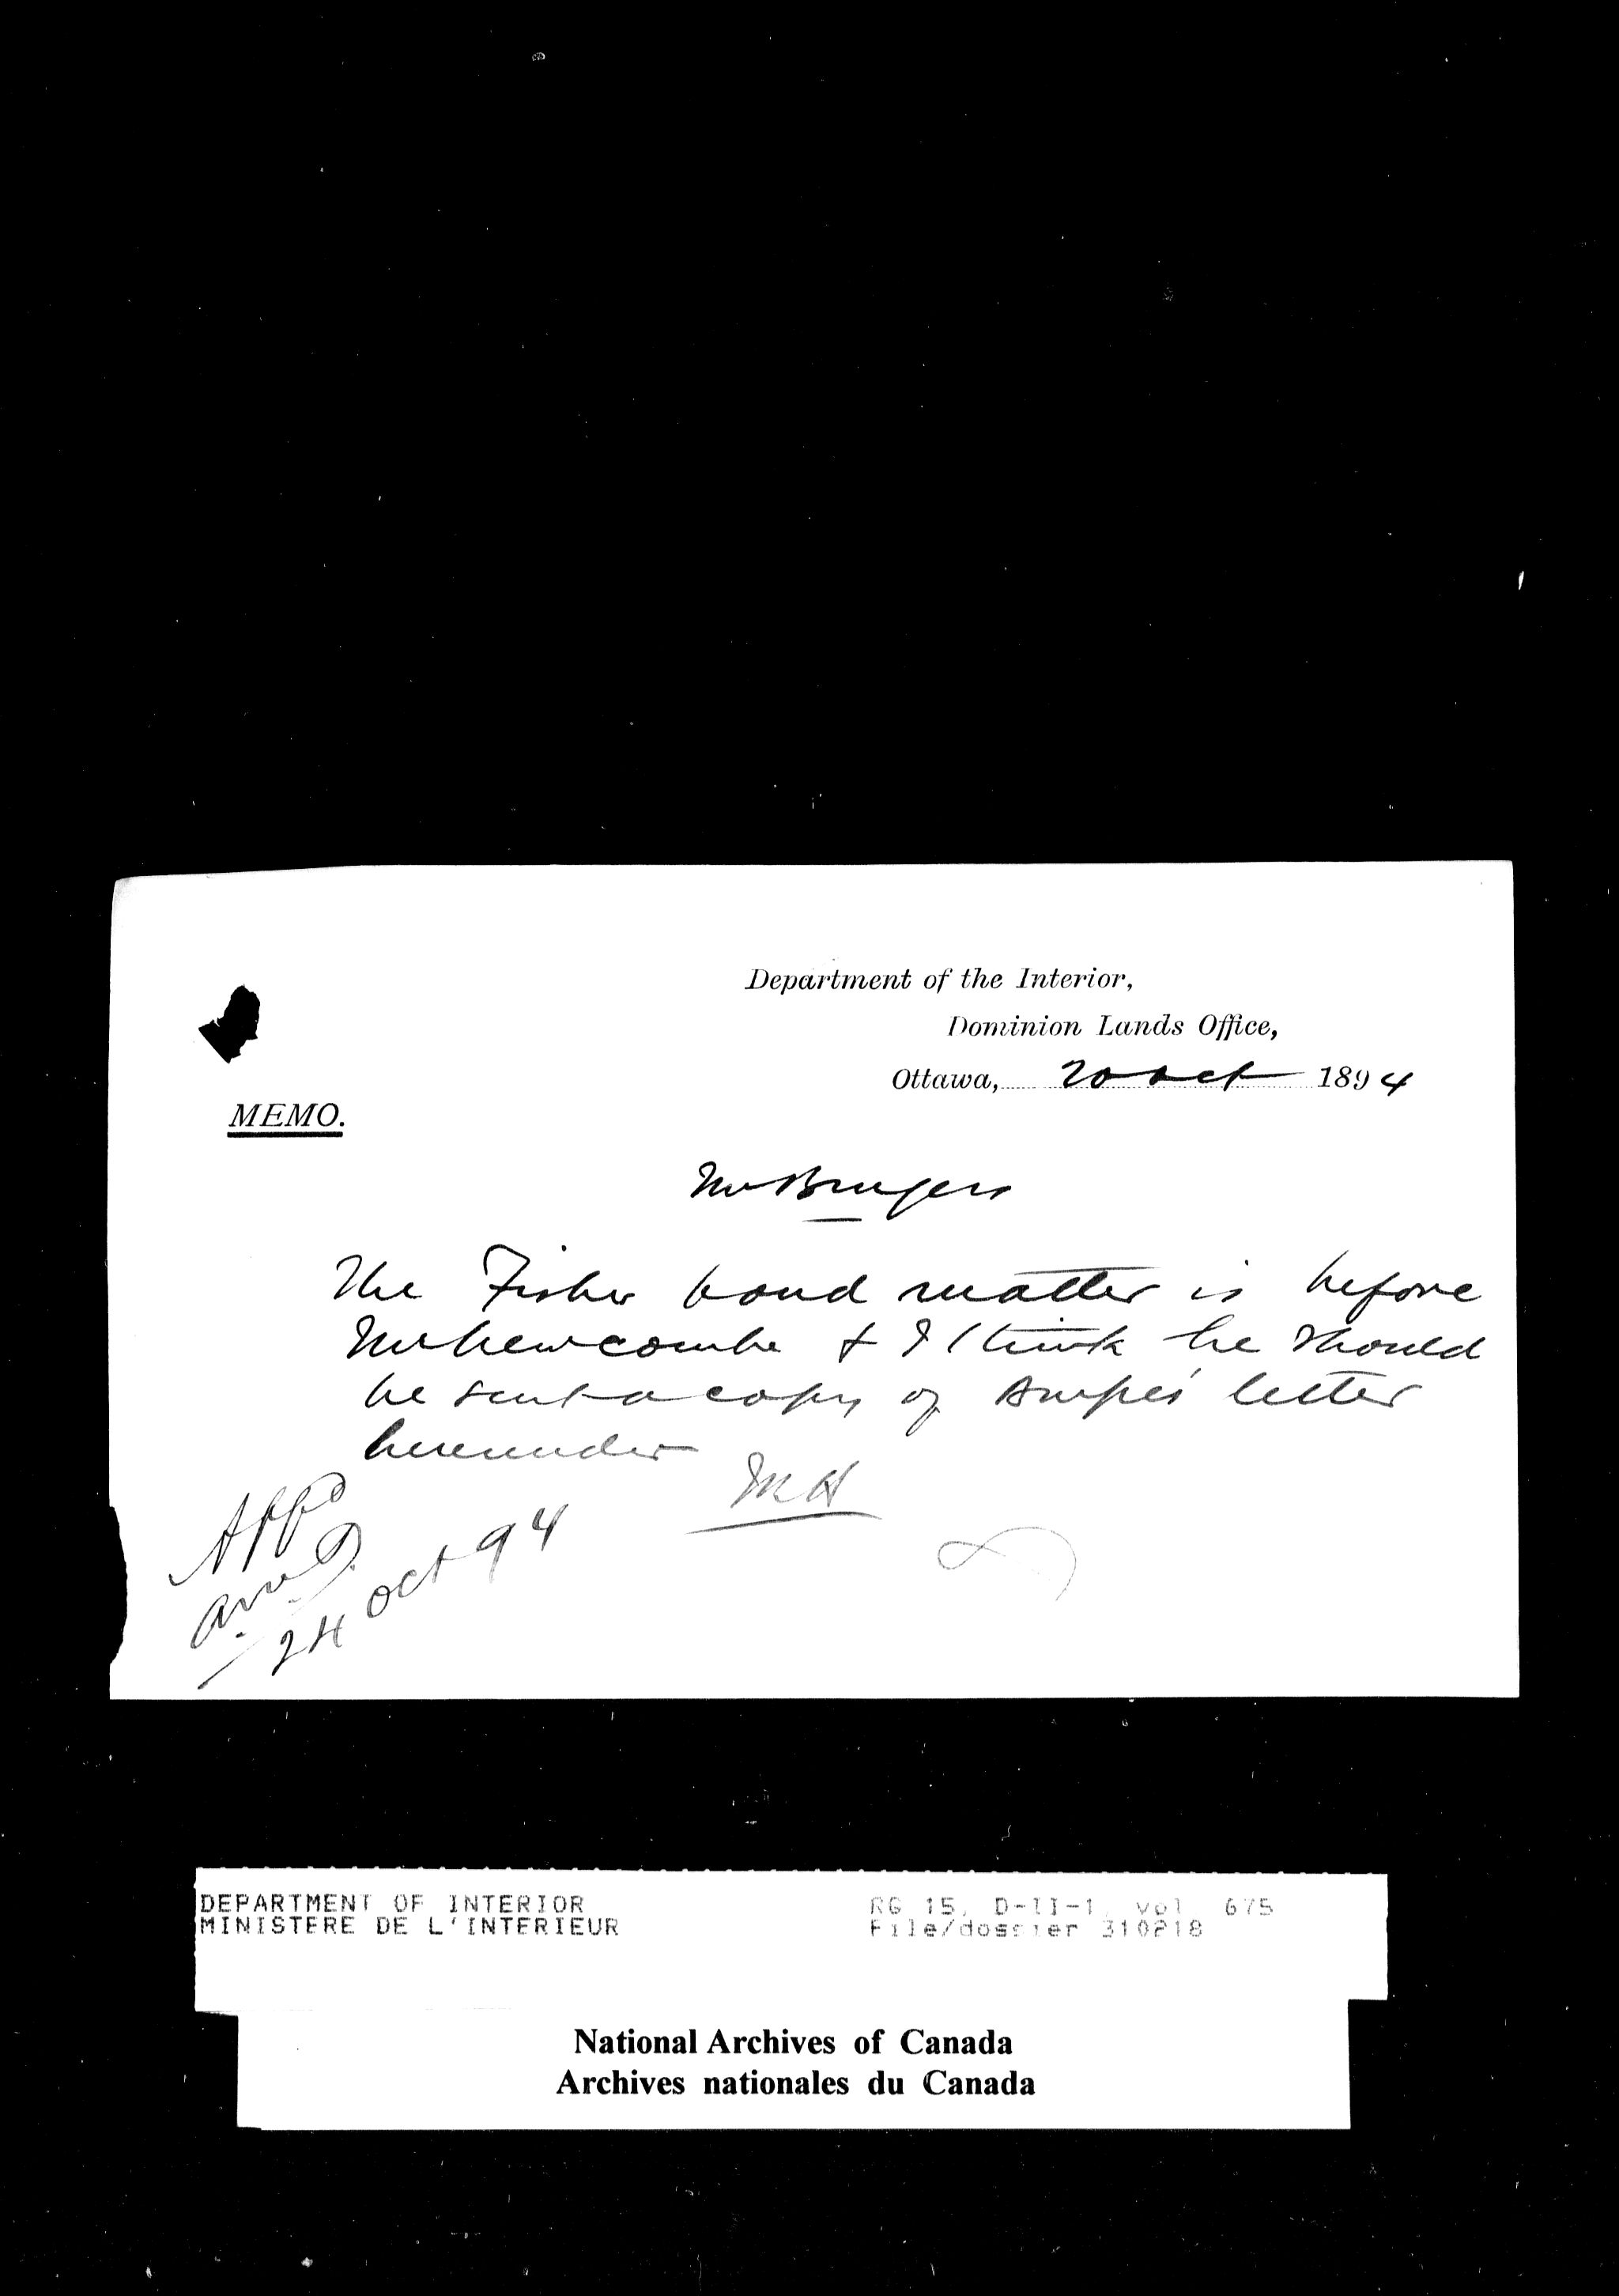 Department of the Interior,
Dominion Lands Office,
Ottawa, 20 Oct 1894
MEMO.
Mr Burgess
The Fisher bond matter is before
Mr Newcombe & I think he should
be sent a copy of letter
hereunder
MH
24 Oct 94
DEPARTMENT OF INTERIOR
MINISTERE DE L'INTERIEUR
RG 15, D-II-1, vol 675
File/dossier 310218
National Archives of Canada
Archives nationales du Canada